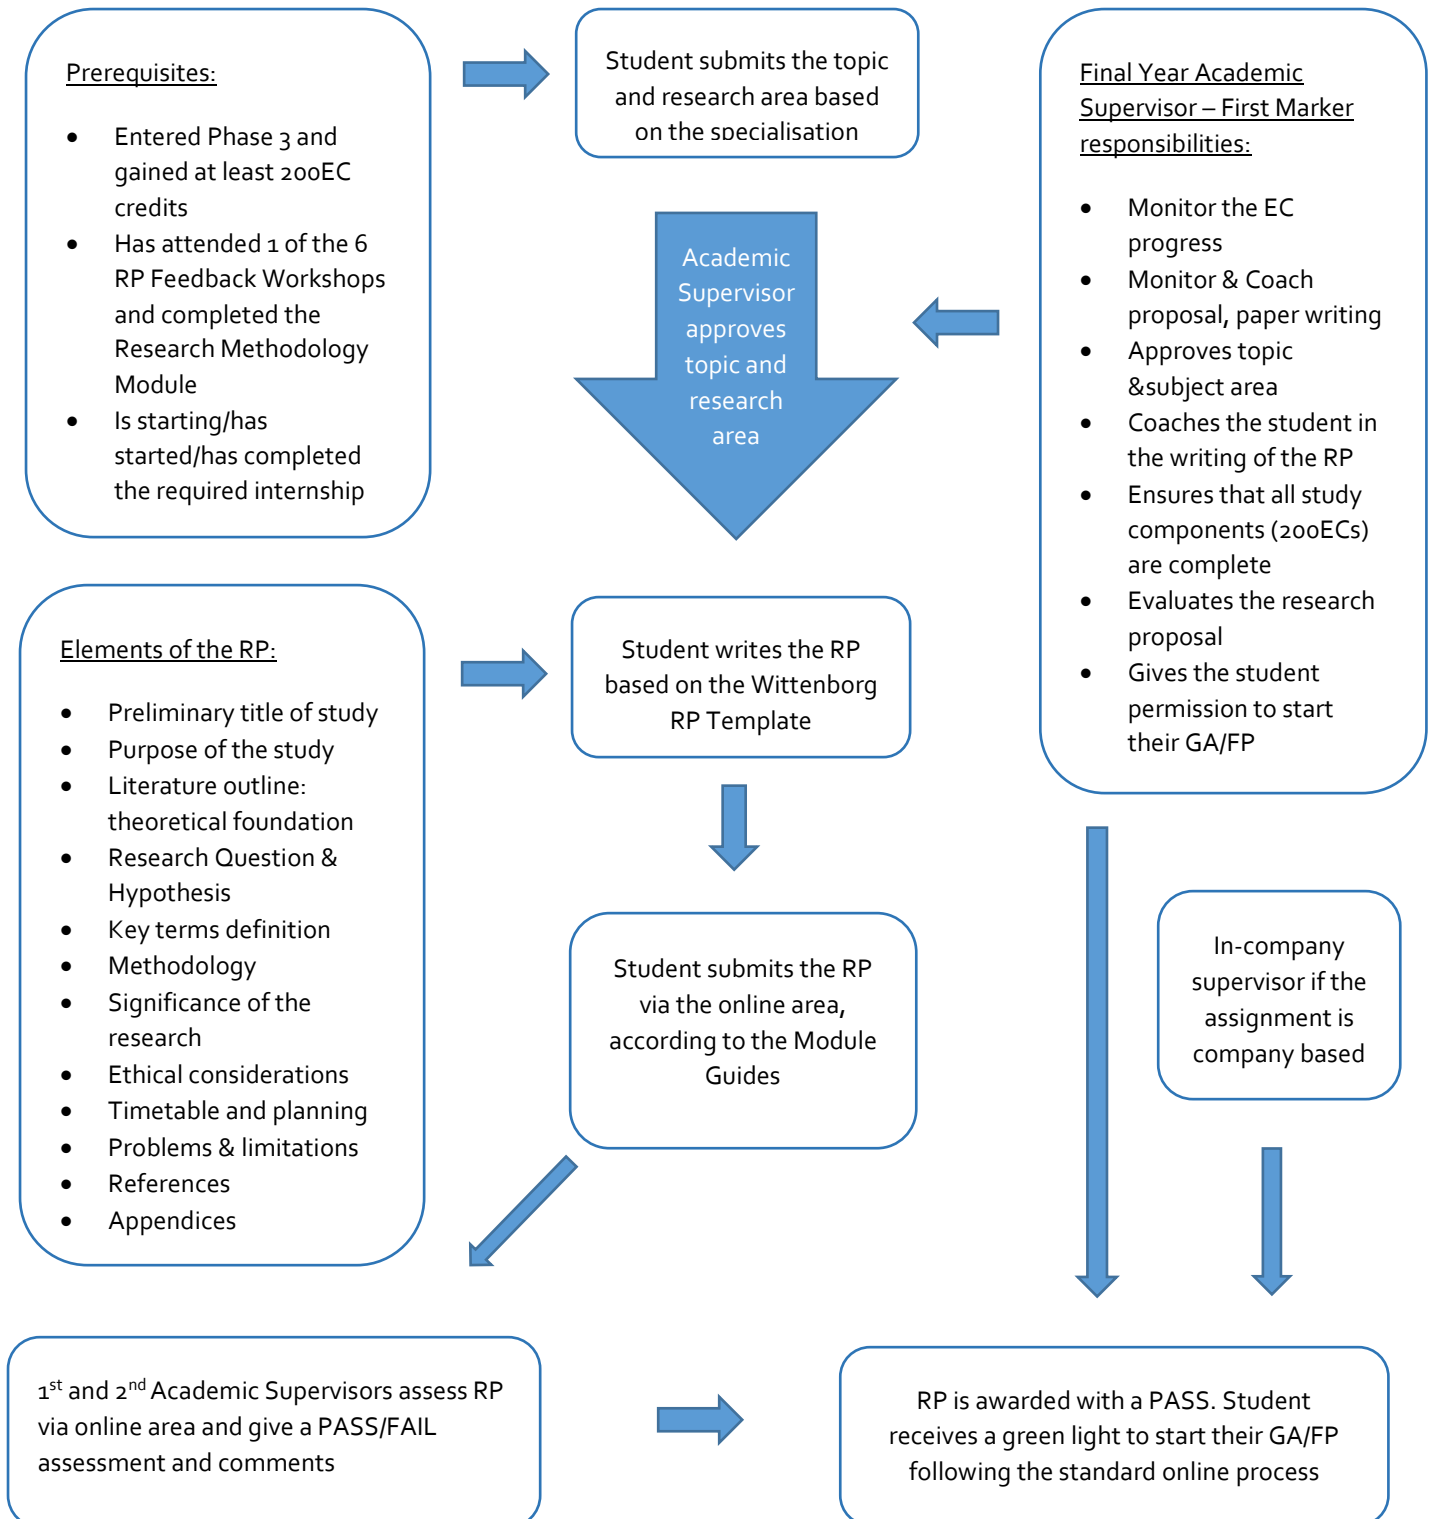 Prerequisites:
• Entered Phase 3 and
gained at least 200EC
credits
• Has attended 1 of the 6
RP Feedback Workshops
and completed the
Research Methodology
Module
• Is starting/has
started/has completed
the required internship
Student submits the topic
and research area based
on the specialisation
Academic
Supervisor
approves
topic and
research
area
Final Year Academic
Supervisor – First Marker
responsibilities:
• Monitor the EC
progress
• Monitor & Coach
proposal, paper writing
• Approves topic
&subject area
• Coaches the student in
the writing of the RP
• Ensures that all study
components (200ECs)
are complete
• Evaluates the research
proposal
• Gives the student
permission to start
their GA/FP
Elements of the RP:
• Preliminary title of study
• Purpose of the study
• Literature outline:
theoretical foundation
• Research Question &
Hypothesis
• Key terms definition
• Methodology
• Significance of the
research
• Ethical considerations
• Timetable and planning
• Problems & limitations
• References
• Appendices
Student writes the RP
based on the Wittenborg
RP Template
Student submits the RP
via the online area,
according to the Module
Guides
In-company
supervisor if the
assignment is
company based
1st and 2nd Academic Supervisors assess RP
via online area and give a PASS/FAIL
assessment and comments
RP is awarded with a PASS. Student
receives a green light to start their GA/FP
following the standard online process